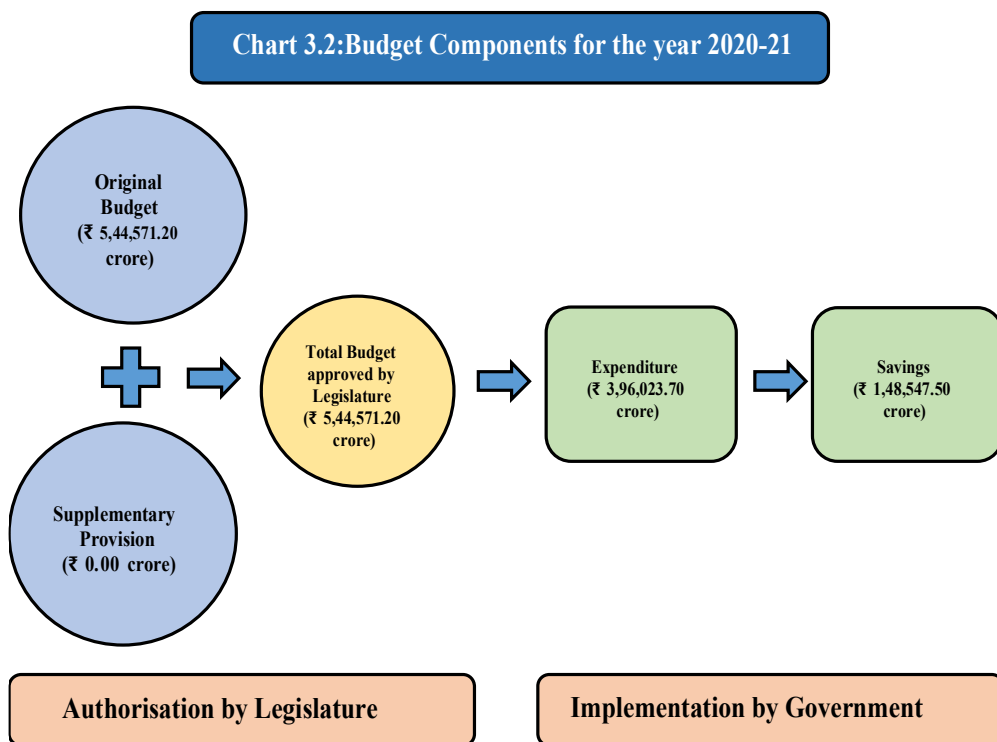 Chart 3.2:Budget Components for the year 2020-21
Original
Budget
(₹ 5,44,571.20
crore)
Supplementary
Provision
(₹ 0.00 crore)
Total Budget
approved by
Legislature
(₹ 5,44,571.20
crore)
Expenditure
(₹ 3,96,023.70
crore)
Savings
(₹ 1,48,547.50
crore)
Authorisation by Legislature
Implementation by Government